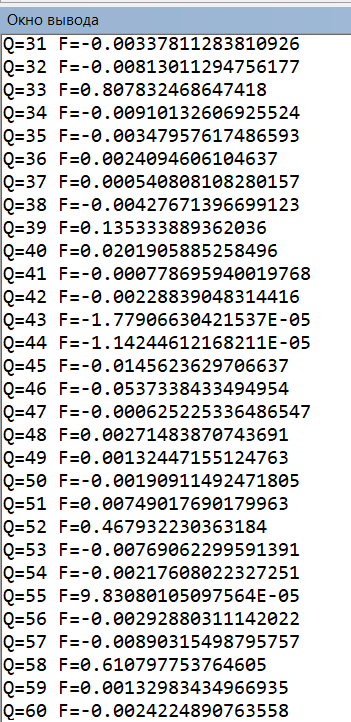 Окно вывода
Q=31 F=-0.00337811283810926
Q=32 F=-0.00813011294756177
Q=33 F=0.807832468647418
Q=34 F=-0.00910132606925524
Q=35 F=-0.00347957617486593
Q=36 F=0.0024094606104637
Q=37 F=0.000540808108280157
Q=38 F=-0.00427671396699123
Q=39 F=0.135333889362036
Q=40 F=0.0201905885258496
Q=41 F=-0.000778695940019768
Q=42 F=-0.00228839048314416
Q=43 F=-1.77906630421537E-05
Q=44 F=-1.14244612168211E-05
Q=45 F=-0.0145623629706637
Q=46 F=-0.0537338433494954
Q=47 F=-0.000625225336486547
Q=48 F=0.00271483870743691
Q=49 F=0.00132447155124763
Q=50 F=-0.00190911492471805
Q=51 F=0.00749017690179963
Q=52 F=0.467932230363184
Q=53 F=-0.00769062299591391
Q=54 F=-0.00217608022327251
Q=55 F=9.83080105097564E-05
Q=56 F=-0.00292880311142022
Q=57 F=-0.00890315498795757
Q=58 F=0.610797753764605
Q=59 F=0.00132983434966935
Q=60 F=-0.0024224890763558